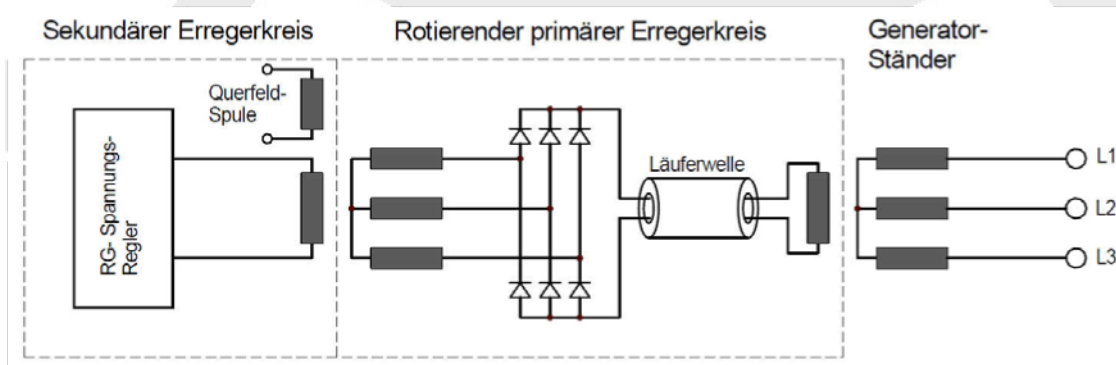 Sekundärer Erregerkreis
Rotierender primärer Erregerkreis
Generator-
Ständer
Querfeld-
Spule
RG- Spannungs-
Regler
Läuferwelle
L1
L2
L3